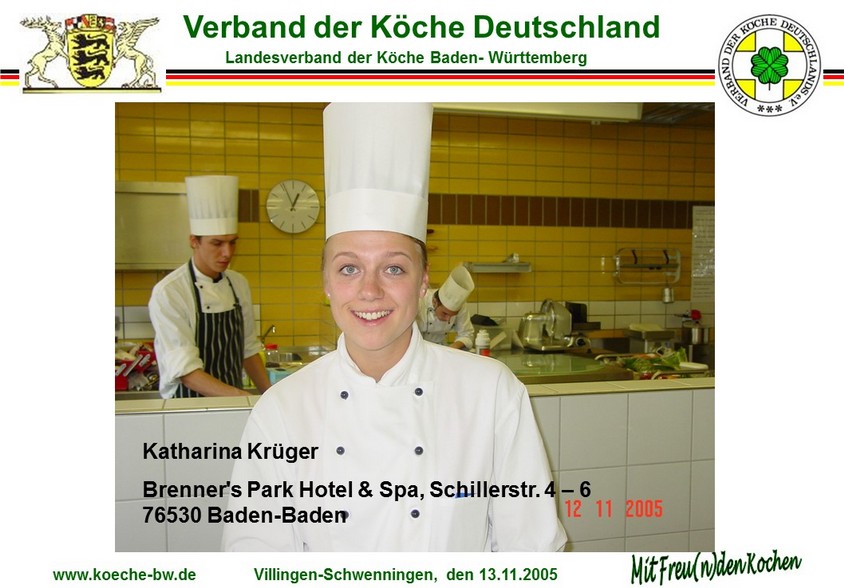 Verband der Köche Deutschland
Landesverband der Köche Baden- Württemberg
VERBAND DER KÖCHE DEUTSCHLANDS e.V.
Katharina Krüger
Brenner's Park Hotel & Spa, Schillerstr. 4 – 6
76530 Baden-Baden
12 11 2005
www.koeche-bw.de
Villingen-Schwenningen, den 13.11.2005
Mit Freu(n)den Kochen